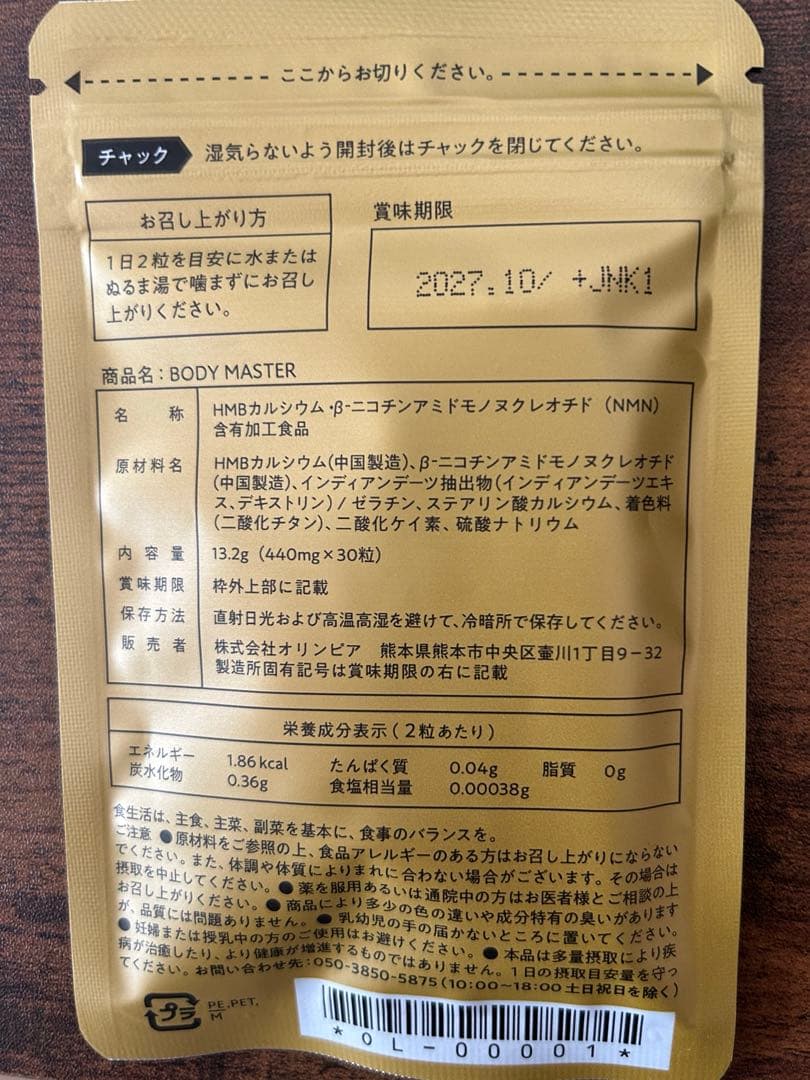 ここからお切りください。
チャック
湿気らないよう開封後はチャックを閉じてください。
お召し上がり方
1日2粒を目安に水または
ぬるま湯で噛まずにお召し
上がりください。
賞味期限
2027.10/ +JNK1
商品名:BODY MASTER
名称
HMBカルシウム・β-ニコチンアミドモノヌクレオチド(NMN)
含有加工食品
原材料名
HMBカルシウム(中国製造)、β-ニコチンアミドモノヌクレオチド
(中国製造)、インディアンデーツ抽出物(インディアンデーツエキ
ス、デキストリン)/ゼラチン、ステアリン酸カルシウム、着色料
(二酸化チタン)、二酸化ケイ素、硫酸ナトリウム
内容量
13.2g(440mg×30粒)
賞味期限
枠外上部に記載
保存方法
直射日光および高温高湿を避けて、冷暗所で保存してください。
販売者
株式会社オリンピア 熊本県熊本市中央区壷川1丁目9-32
製造所固有記号は賞味期限の右に記載
栄養成分表示(2粒あたり)
エネルギー 1.86kcal たんぱく質 0.04g 脂質 0g
炭水化物 0.36g 食塩相当量 0.00038g
食生活は、主食、主菜、副菜を基本に、食事のバランスを。
ご注意 ●原材料をご参照の上、食品アレルギーのある方はお召し上がりにならない
でください。また、体調や体質によりまれに合わない場合がございます。その場合は
摂取を中止してください。●薬を服用あるいは通院中の方はお医者様とご相談の上
お召し上がりください。●商品により多少の色の違いや成分特有の臭いがあります
が、品質には問題ありません。●乳幼児の手の届かないところに置いてください。
●妊婦または授乳中の方のご使用はお避けください。●本品は多量摂取により疾
病が治癒したり、より健康が増進するものではありません。1日の摂取目安量を守っ
てください。お問い合わせ先:050-3850-5875(10:00~18:00 土日祝日を除く)
プラ
PE,PET,
M
*0L-00001*